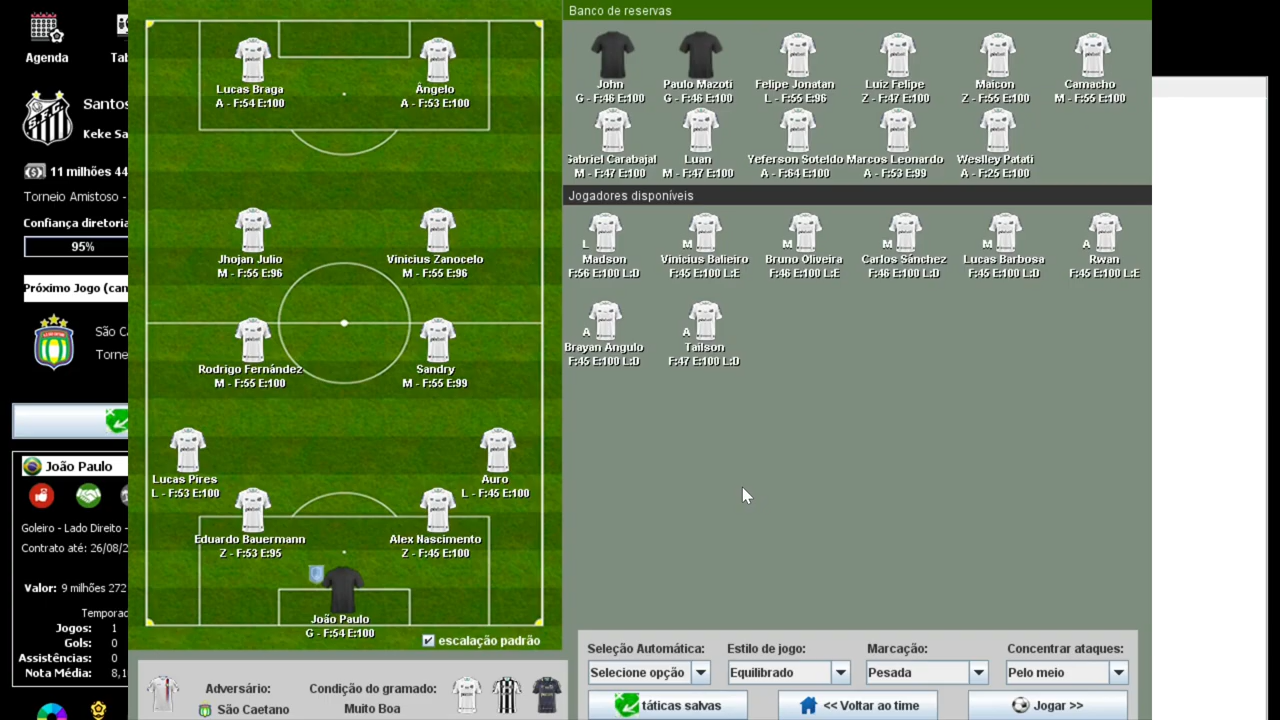 Agenda
Tab
Santos
Keke Sa
11 milhões 44
Torneio Amistoso -
Confiança diretoria
95%
Próximo Jogo (can
São C
Torne
João Paulo
Goleiro - Lado Direito -
Contrato até: 26/08/2
Valor: 9 milhões 272
Temporad
Jogos: 1
Gols: 0
Assistências: 0
Nota Média: 8,1
Lucas Braga
A - F:54 E:100
Ângelo
A - F:53 E:100
Jhojan Julio
M - F:55 E:96
Vinicius Zanocelo
M - F:55 E:96
Rodrigo Fernández
M - F:55 E:100
Sandry
M - F:55 E:99
Lucas Pires
L - F:53 E:100
Auro
L - F:45 E:100
Eduardo Bauermann
Z - F:53 E:95
Alex Nascimento
Z - F:45 E:100
João Paulo
G - F:54 E:100
escalação padrão
Adversário:
São Caetano
Condição do gramado:
Muito Boa
Banco de reservas
John
G - F:46 E:100
Paulo Mazoti
G - F:46 E:100
Felipe Jonatan
L - F:55 E:96
Luiz Felipe
Z - F:47 E:100
Maicon
Z - F:55 E:100
Camacho
M - F:55 E:100
Gabriel Carabajal
M - F:47 E:100
Luan
M - F:47 E:100
Yeferson Soteldo
A - F:64 E:100
Marcos Leonardo
A - F:53 E:99
Weslley Patati
A - F:25 E:100
Jogadores disponíveis
L
Madson
F:56 E:100 L:D
M
Vinicius Balieiro
F:45 E:100 L:E
M
Bruno Oliveira
F:46 E:100 L:E
M
Carlos Sánchez
F:46 E:100 L:D
M
Lucas Barbosa
F:45 E:100 L:D
A
Rwan
F:45 E:100 L:E
A
Brayan Angulo
F:45 E:100 L:D
A
Tailson
F:47 E:100 L:D
Seleção Automática:
Selecione opção
Estilo de jogo:
Equilibrado
Marcação:
Pesada
Concentrar ataques:
Pelo meio
táticas salvas
<< Voltar ao time
Jogar >>